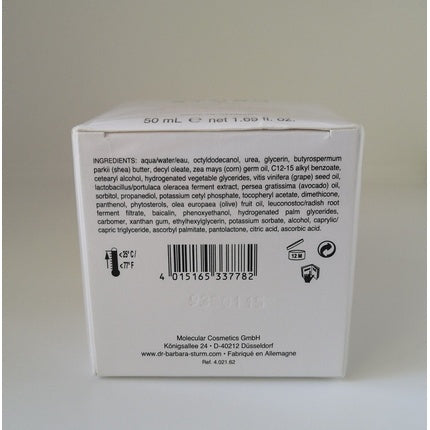 50 mL e net 1.69 fl. oz.
INGREDIENTS: aqua/water/eau, octyldodecanol, urea, glycerin, butyrospermum
parkii (shea) butter, decyl oleate, zea mays (corn) germ oil, C12-15 alkyl benzoate,
cetearyl alcohol, hydrogenated vegetable glycerides, vitis vinifera (grape) seed oil,
lactobacillus/portulaca oleracea ferment extract, persea gratissima (avocado) oil,
sorbitol, propanediol, potassium cetyl phosphate, tocopheryl acetate, dimethicone,
panthenol, phytosterols, olea europaea (olive) fruit oil, leuconostoc/radish root
ferment filtrate, baicalin, phenoxyethanol, hydrogenated palm glycerides,
carbomer, xanthan gum, ethylhexylglycerin, potassium sorbate, alcohol, caprylic/
capric triglyceride, ascorbyl palmitate, pantolactone, citric acid, ascorbic acid.
<25° C/
<77° F
4 015165 337782
12 M
Molecular Cosmetics GmbH
Königsallee 24 • D-40212 Düsseldorf
www.dr-barbara-sturm.com • Fabriqué en Allemagne
Ref. 4.021.62